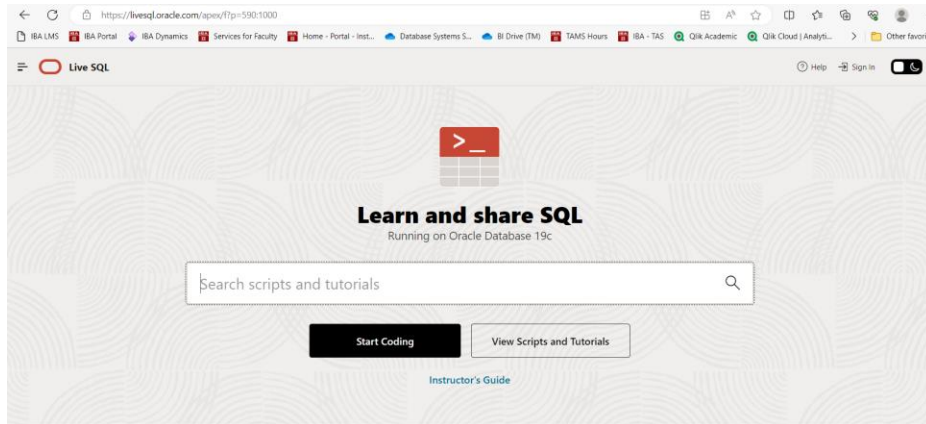 https://livesql.oracle.com/apex/f?p=590:1000
IBA LMS IBA Portal IBA Dynamics Services for Faculty Home - Portal - Inst... Database Systems S... BI Drive (TM) TAMS Hours IBA - TAS Qlik Academic Qlik Cloud | Analyti... Other favori
Live SQL Help Sign In
>_
Learn and share SQL
Running on Oracle Database 19c
Search scripts and tutorials
Start Coding View Scripts and Tutorials
Instructor's Guide